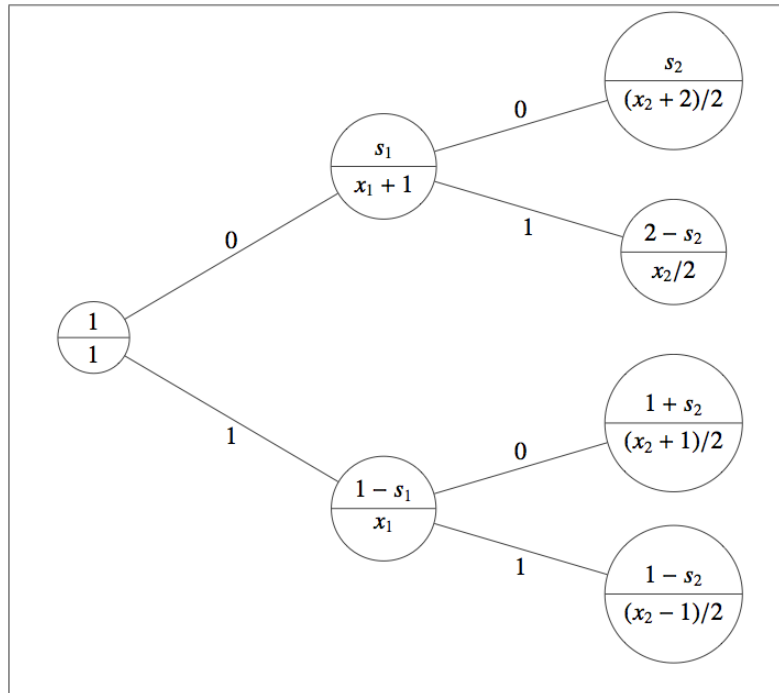 s₂
(x₂ + 2)/2
0
s₁
x₁ + 1
1
2 − s₂
x₂/2
0
1
1
1
1 + s₂
(x₂ + 1)/2
0
1 − s₁
x₁
1
1 − s₂
(x₂ − 1)/2